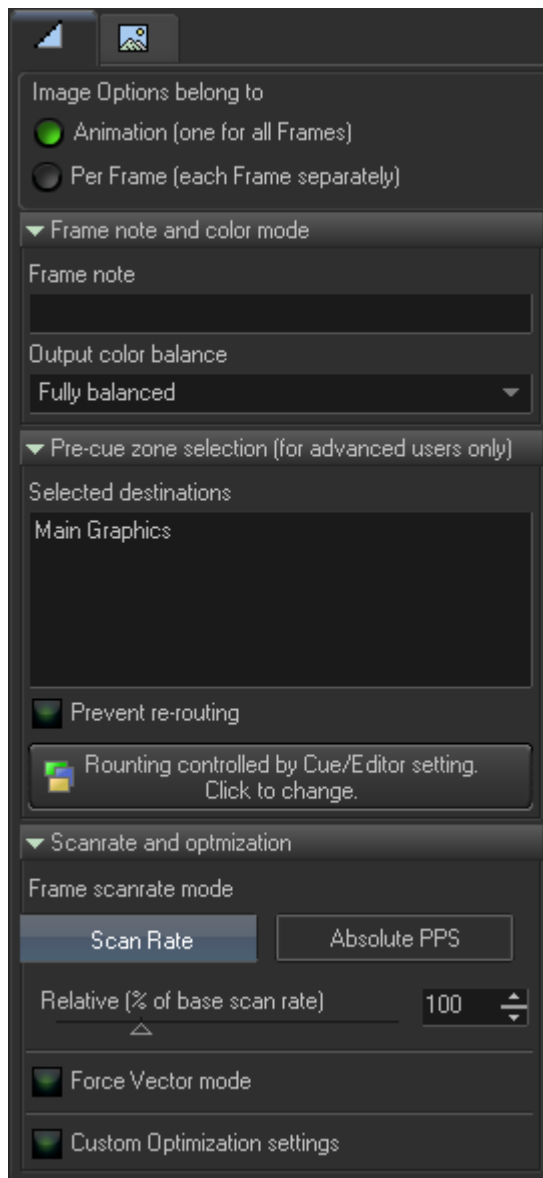 Image Options belong to
Animation (one for all Frames)
Per Frame (each Frame separately)
Frame note and color mode
Frame note
Output color balance
Fully balanced
Pre-cue zone selection (for advanced users only)
Selected destinations
Main Graphics
Prevent re-routing
Rounting controlled by Cue/Editor setting.
Click to change.
Scanrate and optmization
Frame scanrate mode
Scan Rate
Absolute PPS
Relative (% of base scan rate)
100
Force Vector mode
Custom Optimization settings